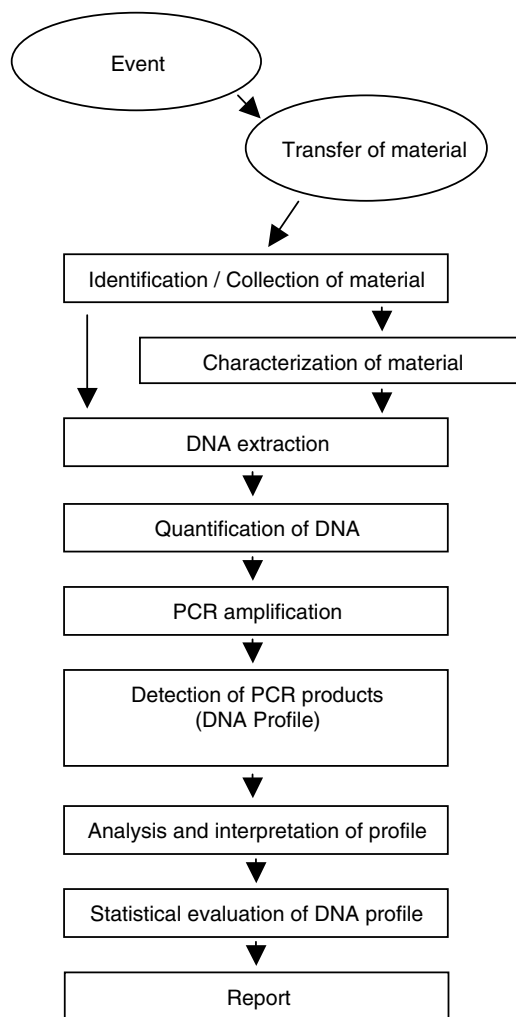 Event
Transfer of material
Identification / Collection of material
Characterization of material
DNA extraction
Quantification of DNA
PCR amplification
Detection of PCR products
(DNA Profile)
Analysis and interpretation of profile
Statistical evaluation of DNA profile
Report